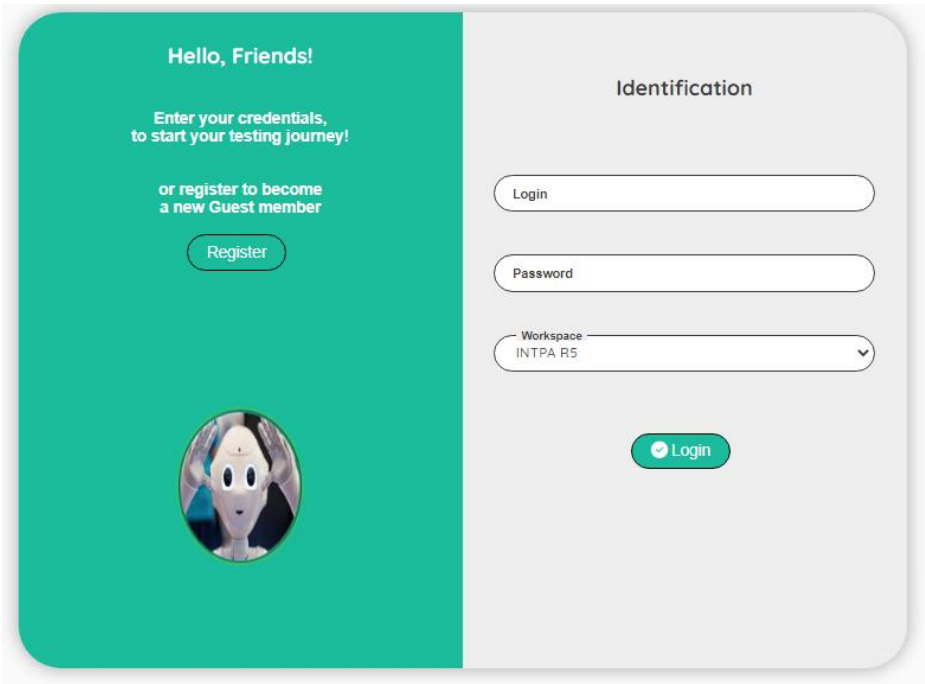 Hello, Friends!
Enter your credentials,
to start your testing journey!
or register to become
a new Guest member
Register
Identification
Login
Password
Workspace
INTPA R5
Login